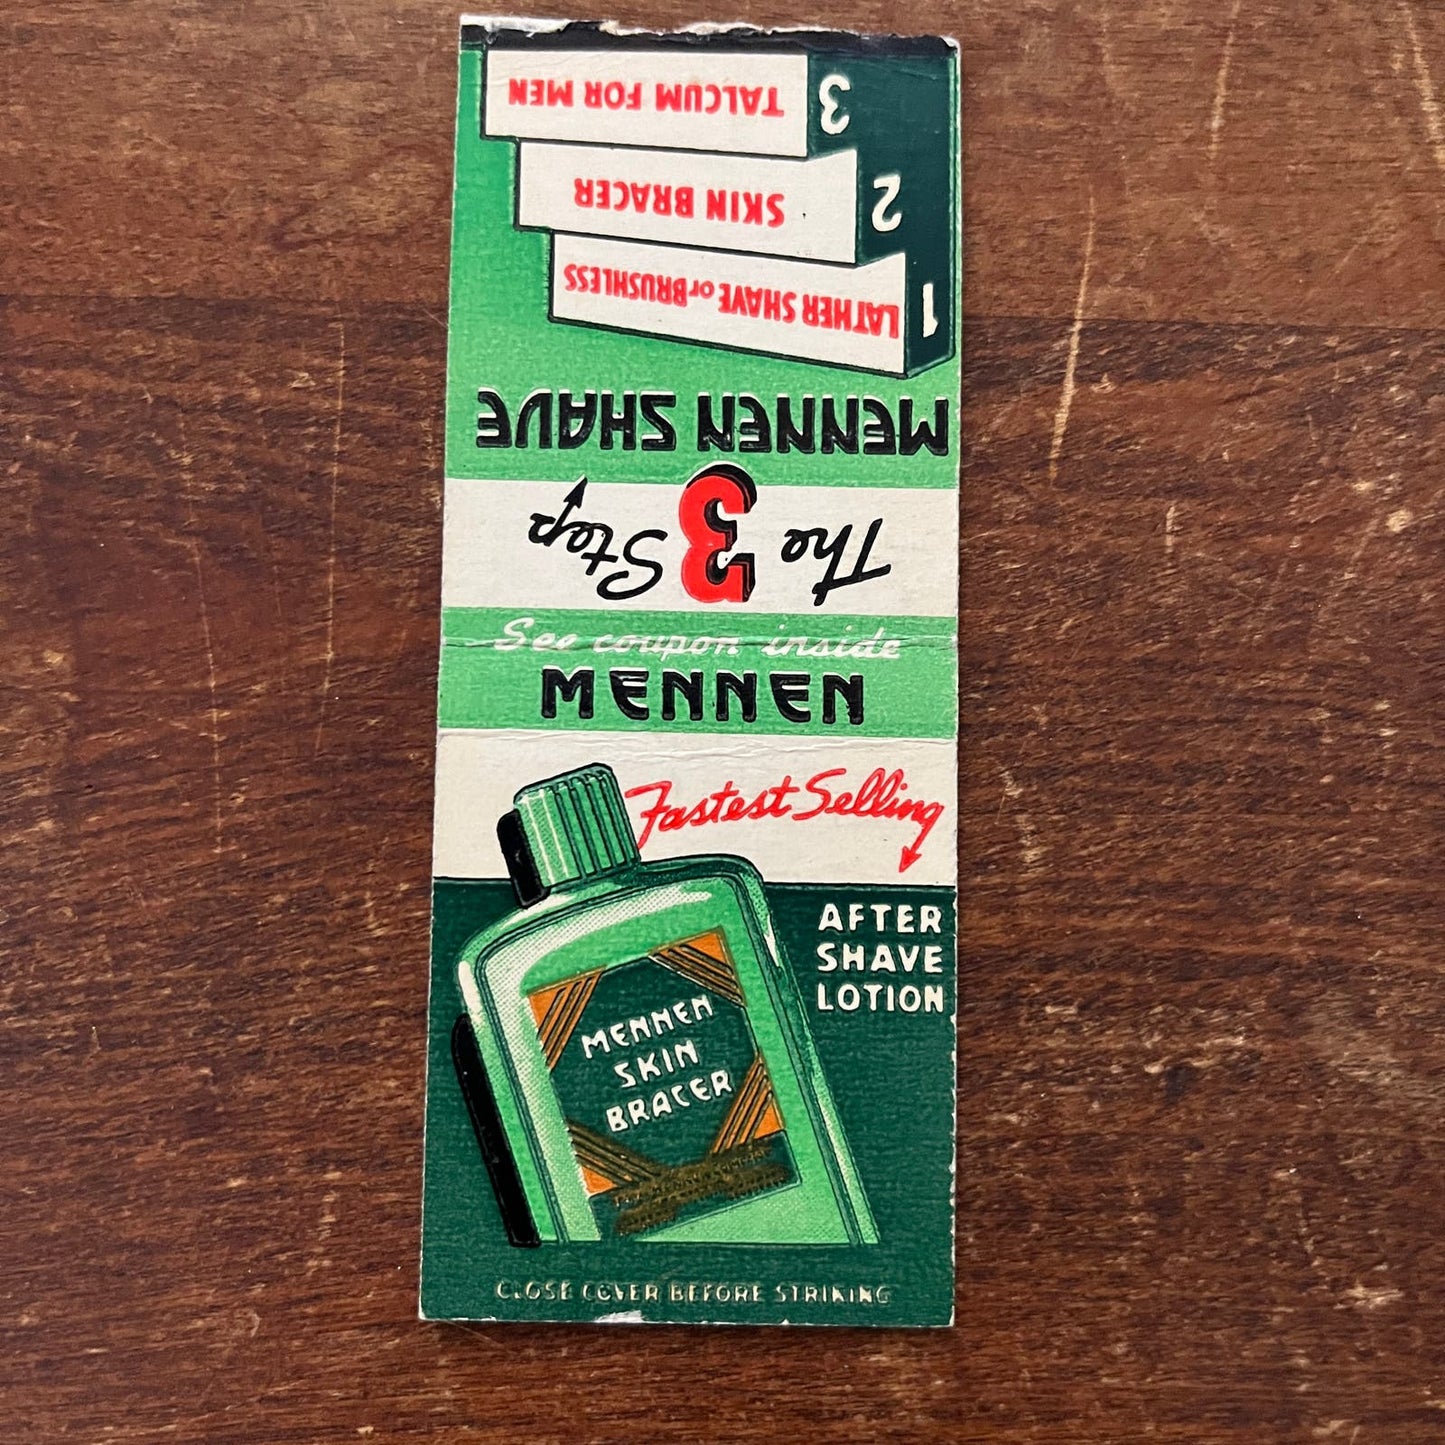 The 3 Step
MENNEN SHAVE
1 LATHER SHAVE or BRUSHLESS
2 SKIN BRACER
3 TALCUM FOR MEN
See coupon inside
MENNEN
Fastest Selling
AFTER
SHAVE
LOTION
MENNEN
SKIN
BRACER
CLOSE COVER BEFORE STRIKING